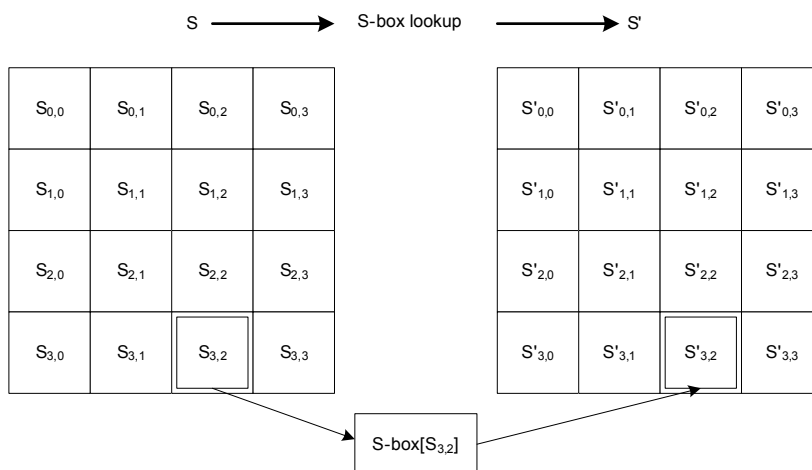 S S-box lookup S'
S0,0 S0,1 S0,2 S0,3 S'0,0 S'0,1 S'0,2 S'0,3
S1,0 S1,1 S1,2 S1,3 S'1,0 S'1,1 S'1,2 S'1,3
S2,0 S2,1 S2,2 S2,3 S'2,0 S'2,1 S'2,2 S'2,3
S3,0 S3,1 S3,2 S3,3 S'3,0 S'3,1 S'3,2 S'3,3
S-box[S3,2]